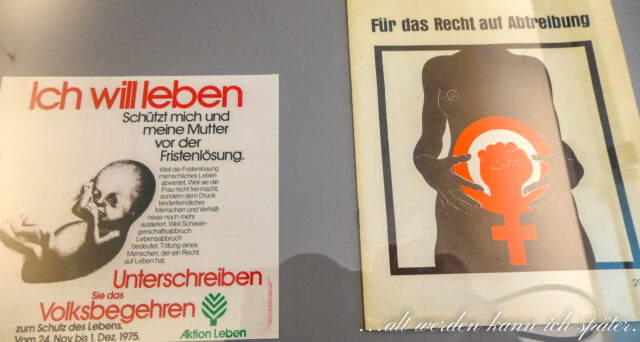 Ich will leben
Schützt mich und
meine Mutter
vor der
Fristenlösung.
Weil die Fristenlösung
menschliches Leben
abwertet. Weil sie die
Frau nicht frei macht,
sondern dem Druck
kinderfeindlicher
Menschen und Verhält-
nisse noch mehr
ausliefert. Weil Schwan-
gerschaftsabbruch
Lebensabbruch
bedeutet, Tötung eines
Menschen, der ein Recht
auf Leben hat.
Unterschreiben
Sie das
Volksbegehren
zum Schutz des Lebens.
Vom 24. Nov bis 1. Dez. 1975.
Aktion Leben
Für das Recht auf Abtreibung
...alt werden kann ich später.